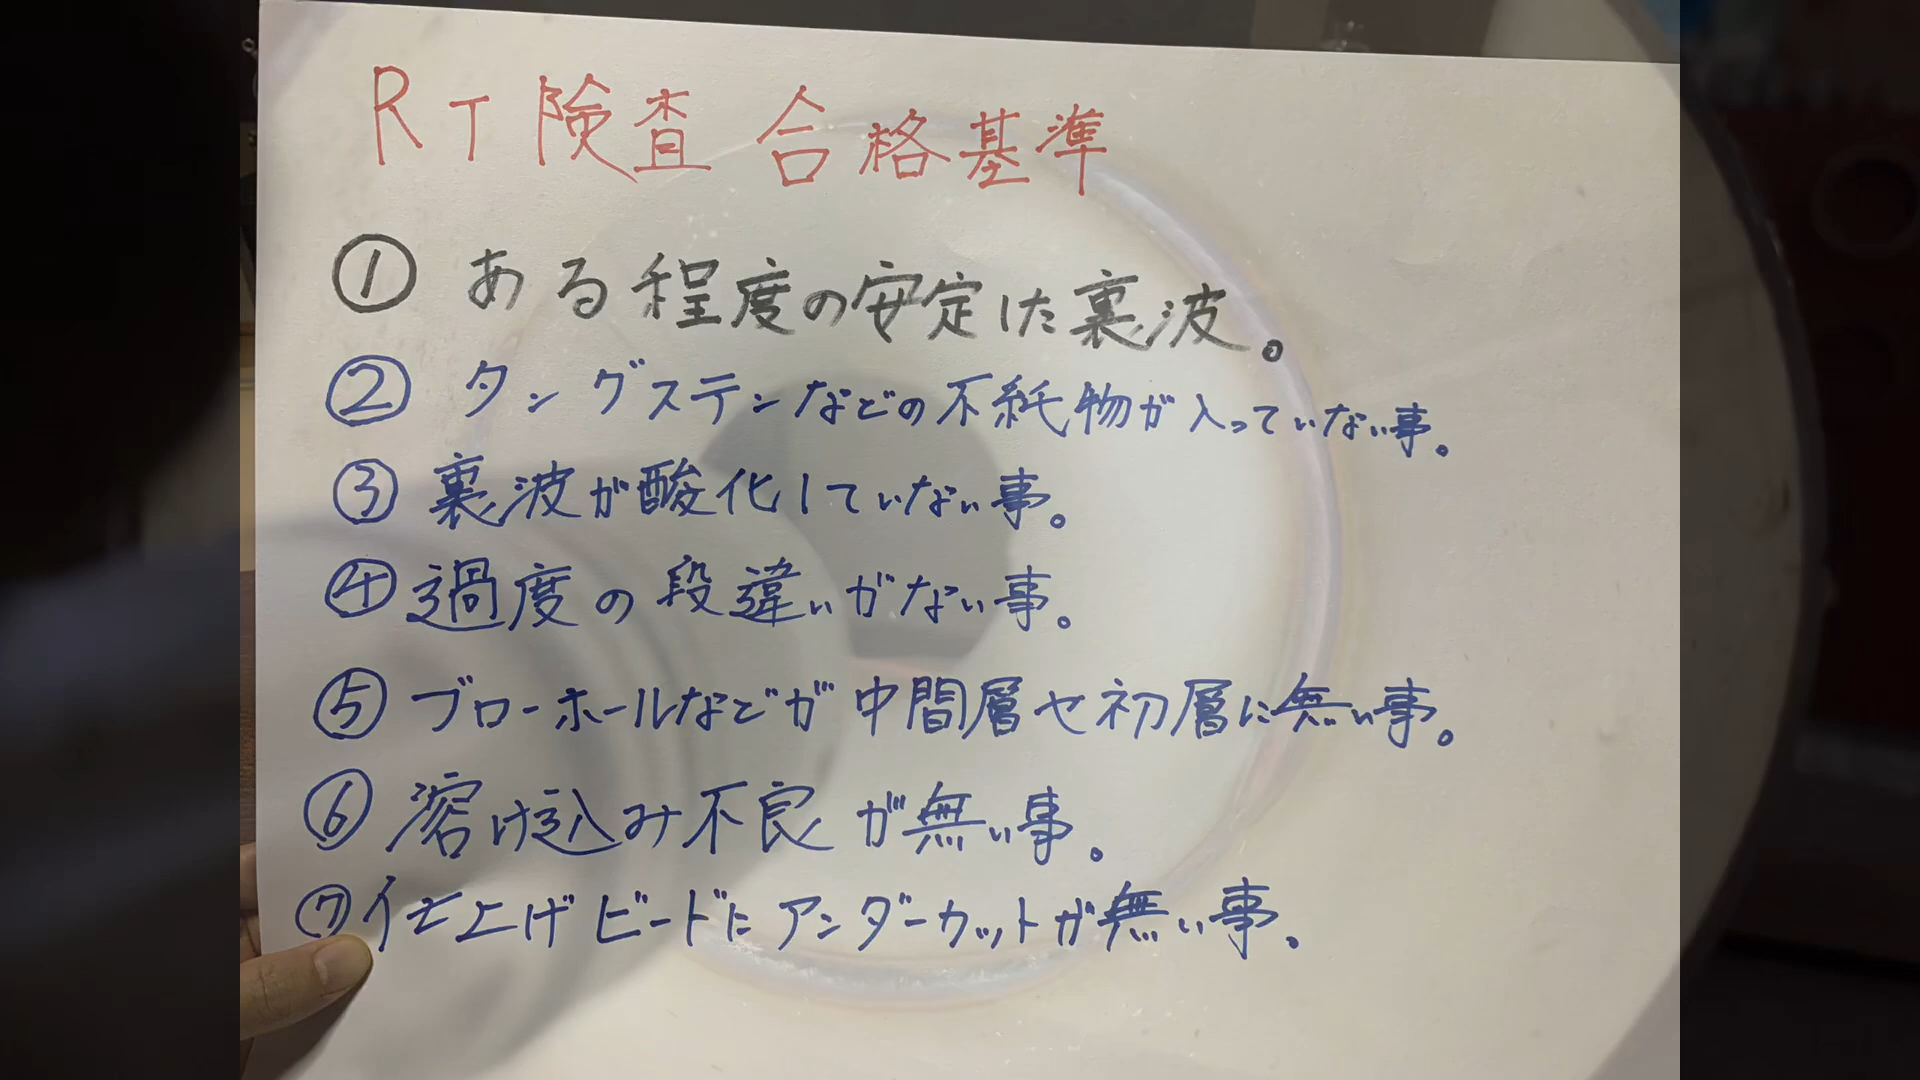 RT険査 合格基準
① ある程度の安定した裏波。
② タングステンなどの不純物が入っていない事。
③ 裏波が酸化していない事。
④ 過度の段違いがない事。
⑤ ブローホールなどが中間層や初層に無い事。
⑥ 溶け込み不良が無い事。
⑦ 仕上げビードにアンダーカットが無い事。